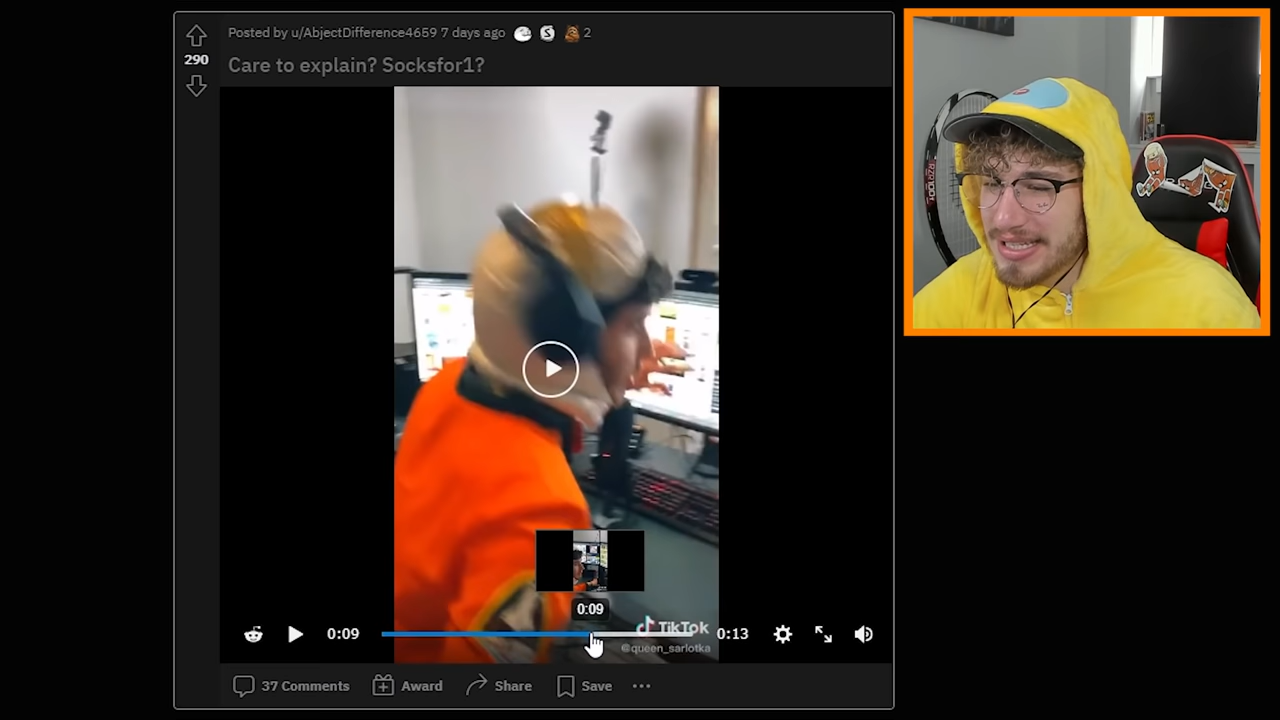 Posted by u/AbjectDifference4659 7 days ago 2
290
Care to explain? Socksfor1?
0:09
0:09
0:13
TikTok
@queen_sarlotka
37 Comments
Award
Share
Save